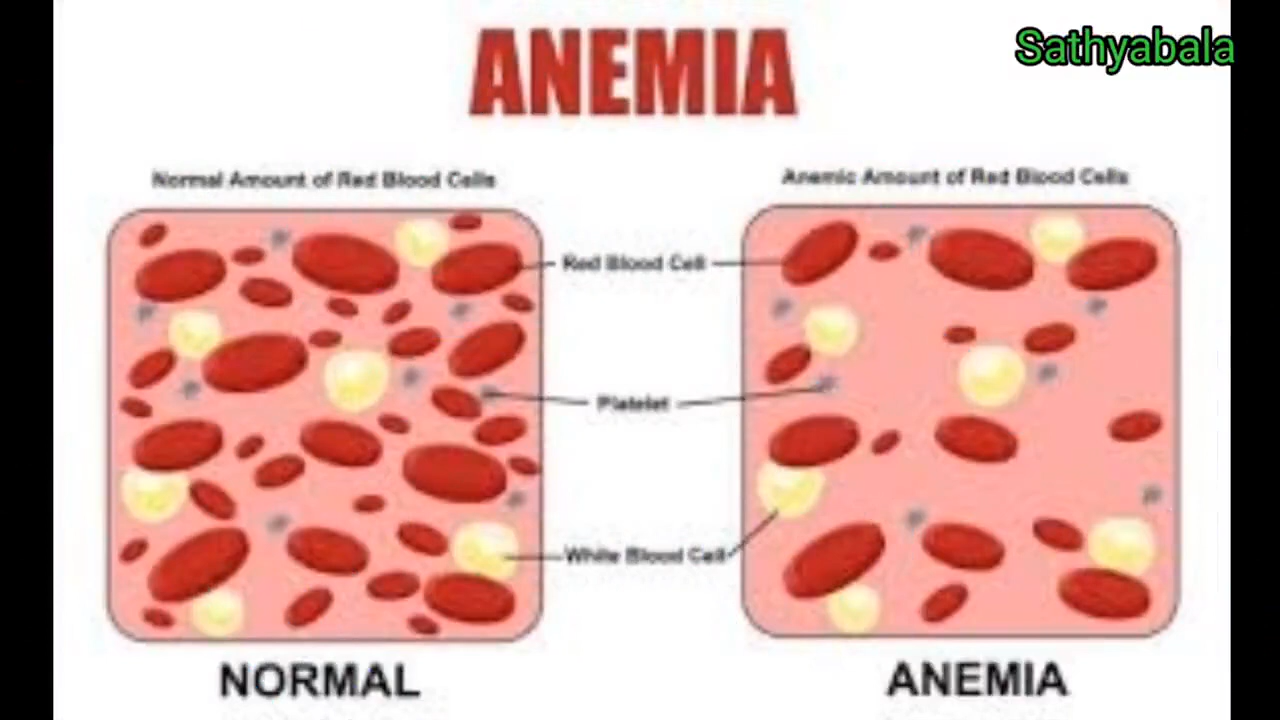 Sathyabala
ANEMIA
Normal Amount of Red Blood Cells
Anemic Amount of Red Blood Cells
Red Blood Cell
Platelet
White Blood Cell
NORMAL
ANEMIA